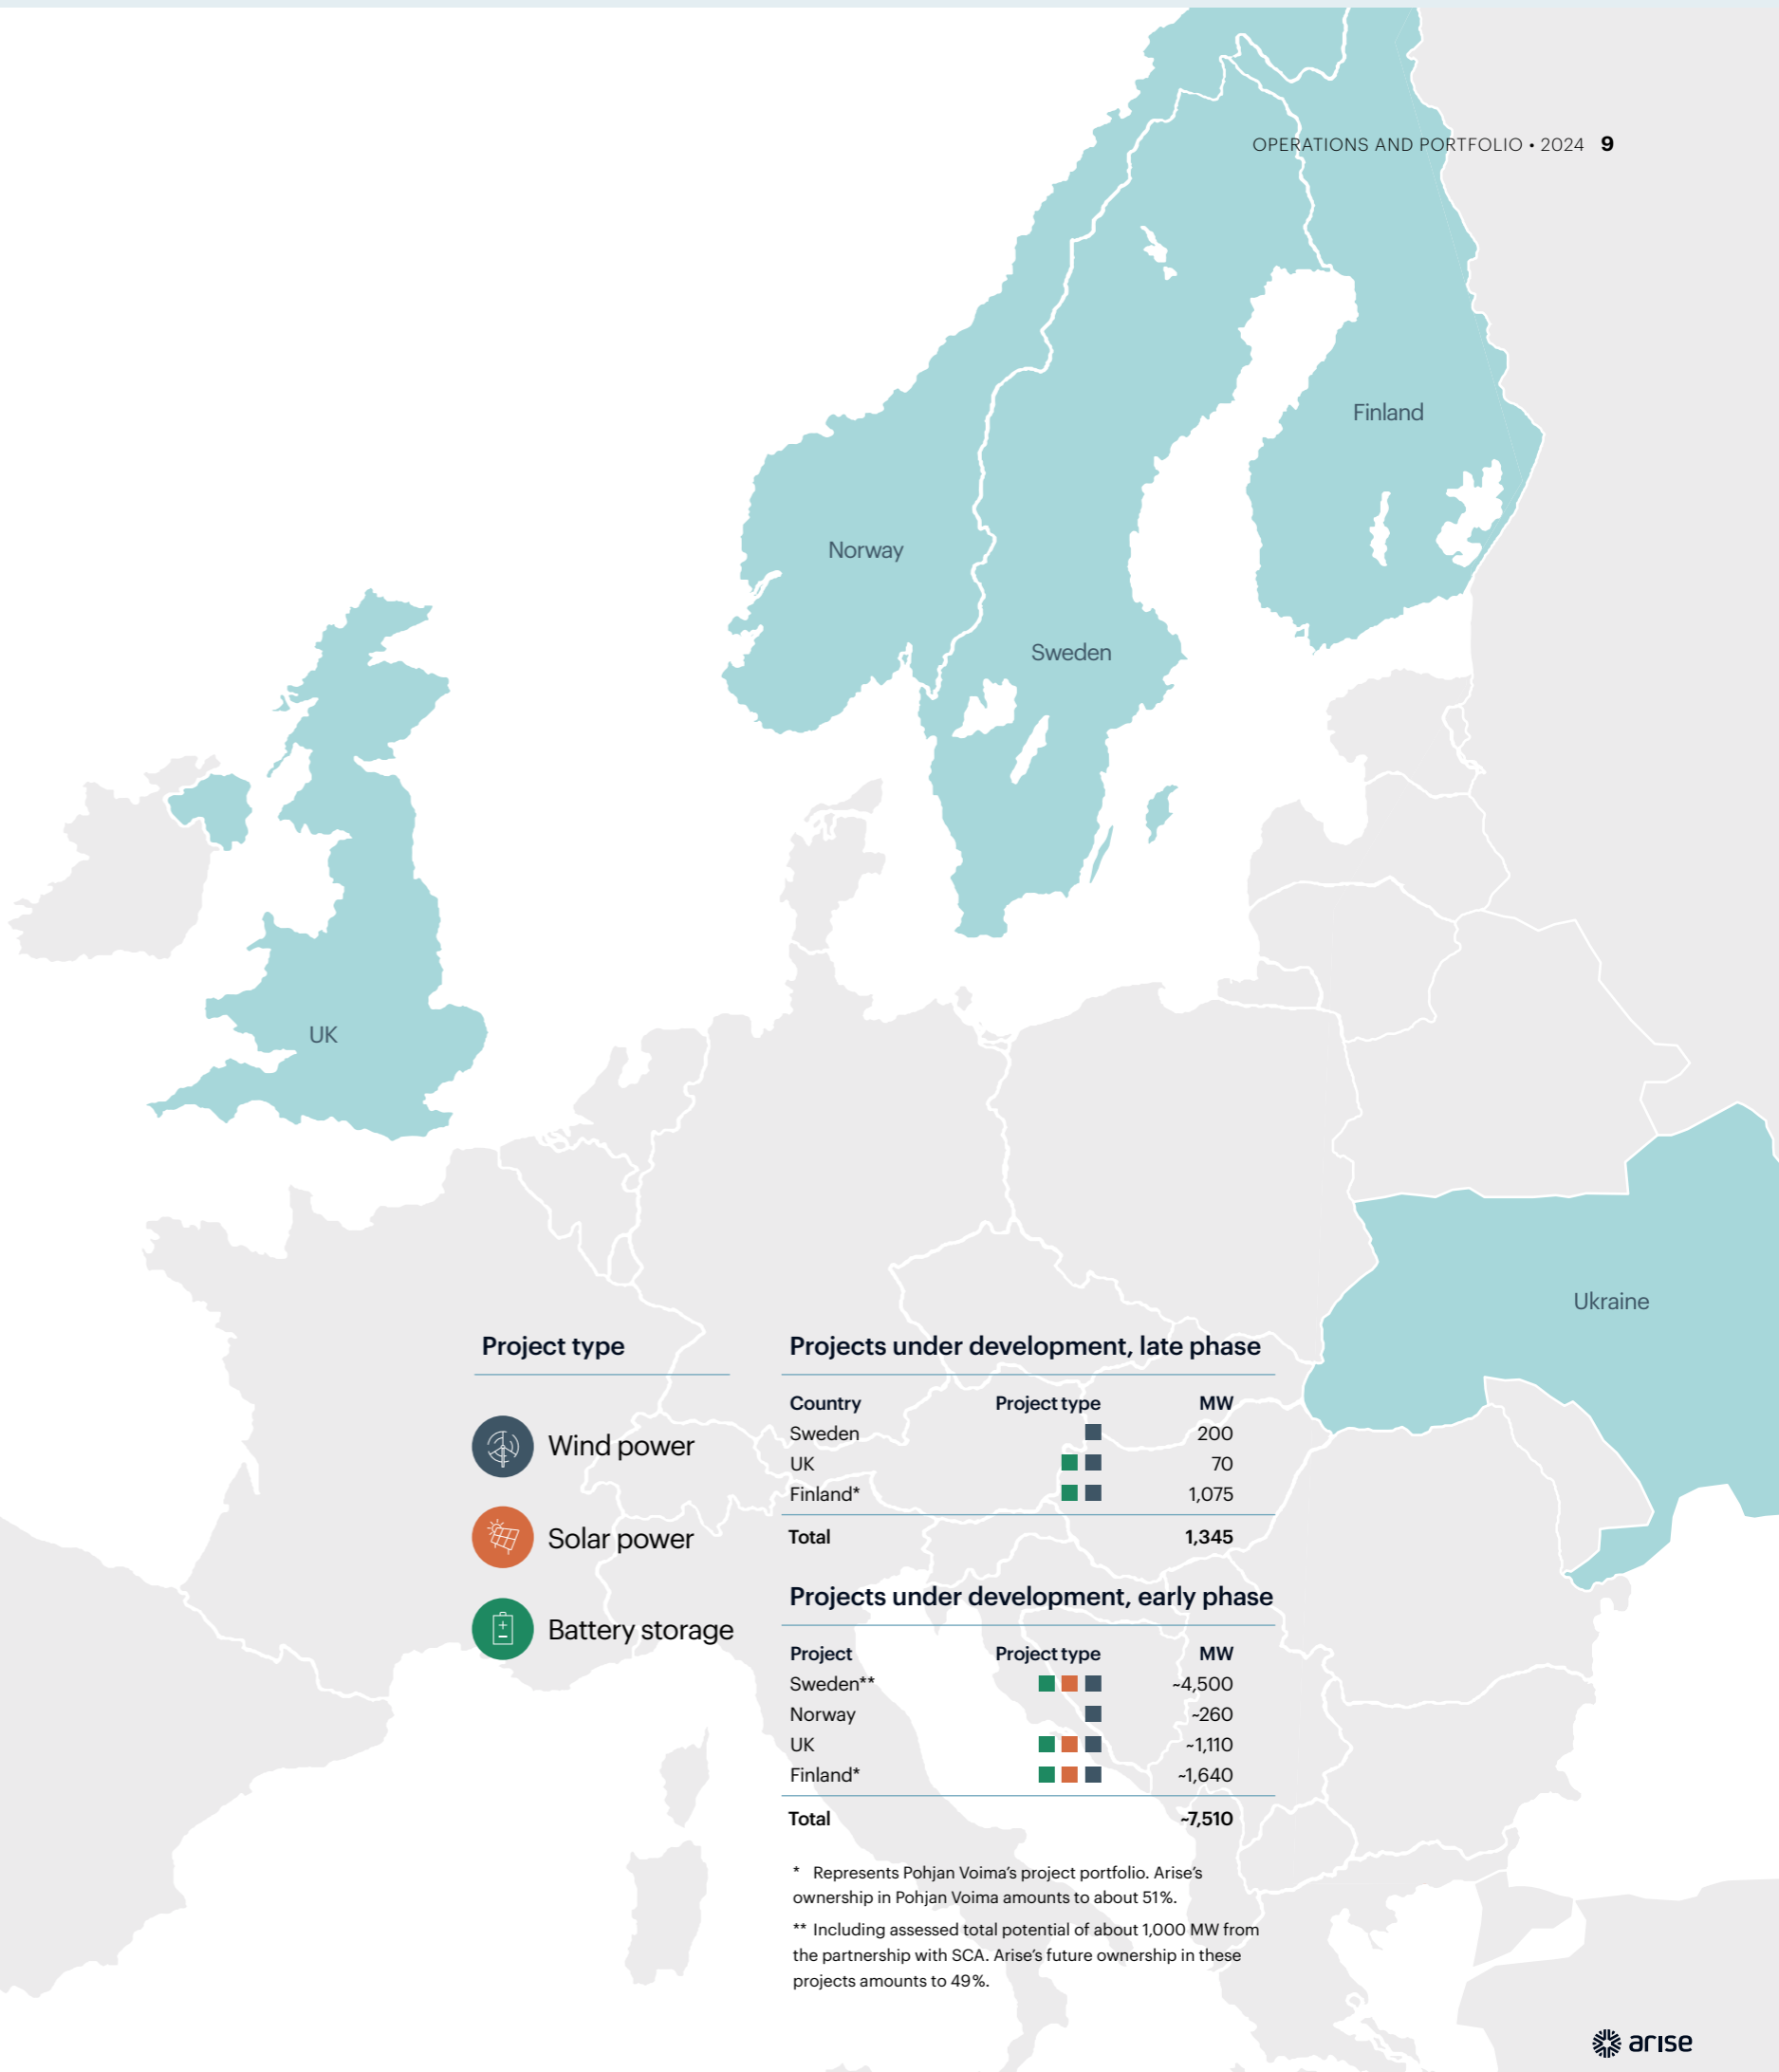 OPERATIONS AND PORTFOLIO • 2024 9
Finland
Norway
Sweden
UK
Ukraine
Project type
Wind power
Solar power
Battery storage
Projects under development, late phase
Country Project type MW
Sweden 200
UK 70
Finland* 1,075
Total 1,345
Projects under development, early phase
Project Project type MW
Sweden** ~4,500
Norway ~260
UK ~1,110
Finland* ~1,640
Total ~7,510
* Represents Pohjan Voima’s project portfolio. Arise’s
ownership in Pohjan Voima amounts to about 51%.
** Including assessed total potential of about 1,000 MW from
the partnership with SCA. Arise’s future ownership in these
projects amounts to 49%.
arise